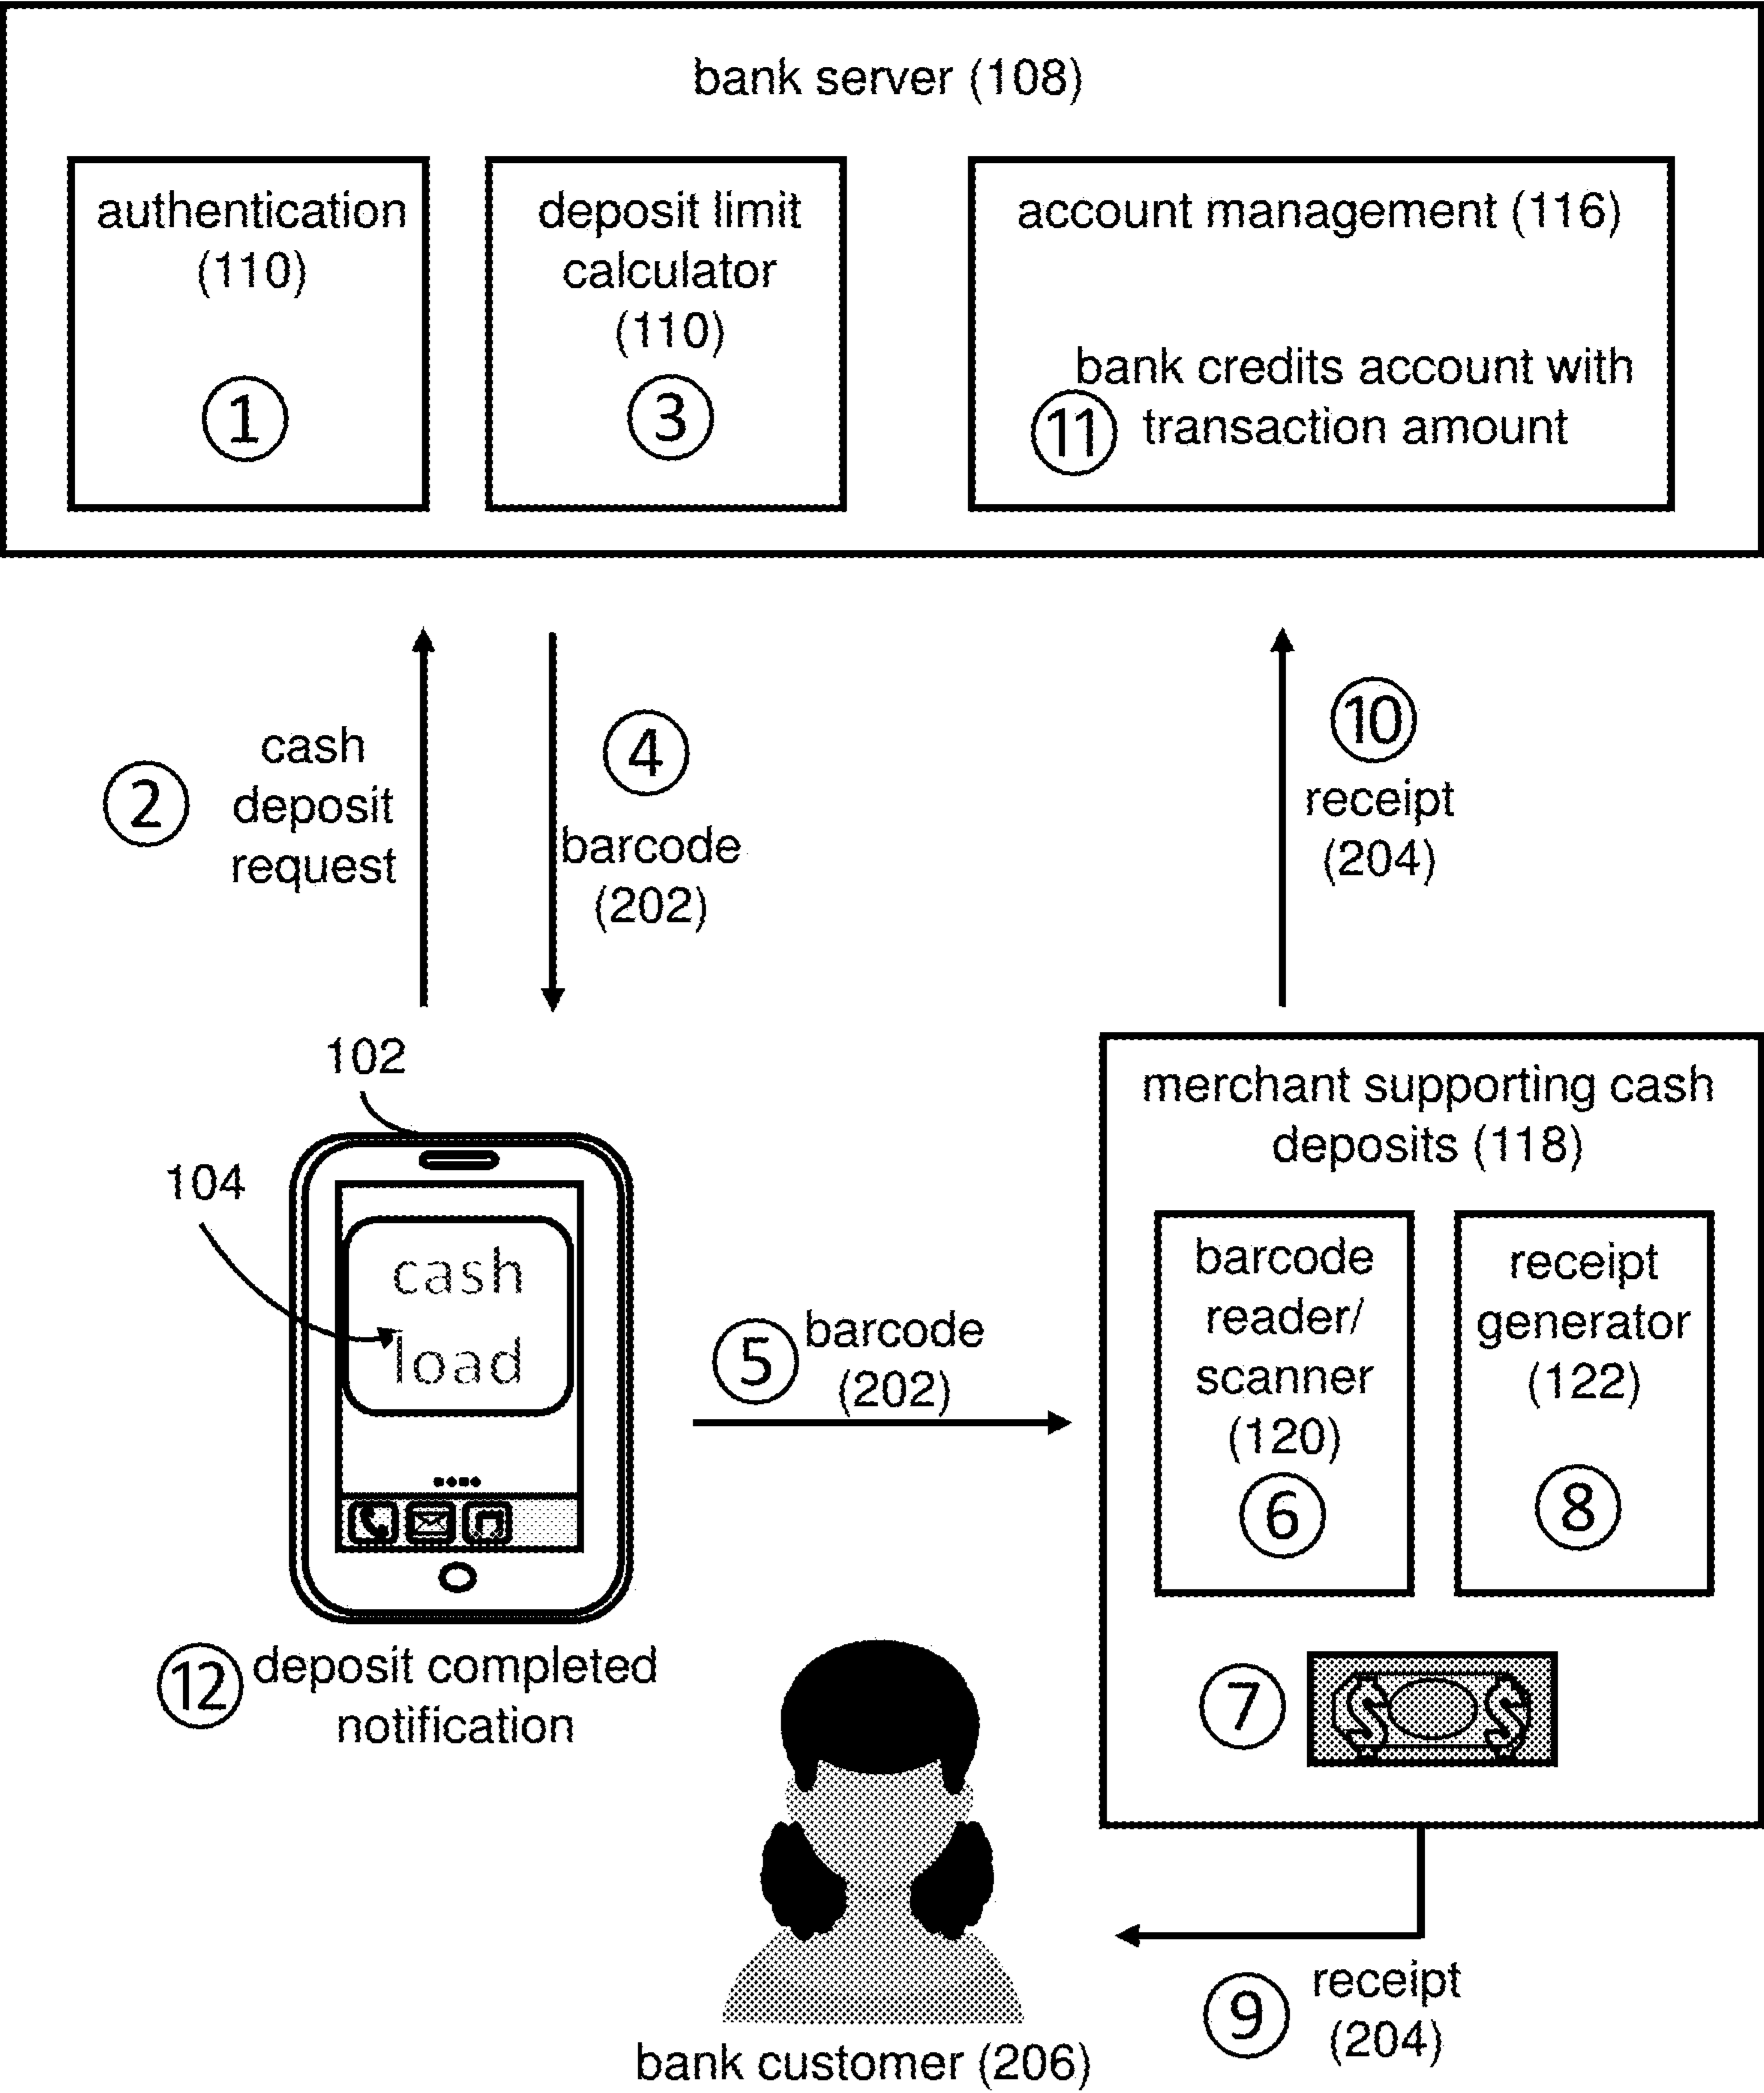 bank server (108)
authentication
(110)
1
deposit limit
calculator
(110)
3
account management (116)
bank credits account with
11 transaction amount
2
cash
deposit
request
4
barcode
(202)
10
receipt
(204)
102
104
cash
load
12 deposit completed
notification
5 barcode
(202)
merchant supporting cash
deposits (118)
barcode
reader/
scanner
(120)
6
receipt
generator
(122)
8
7
$ $
9 receipt
(204)
bank customer (206)